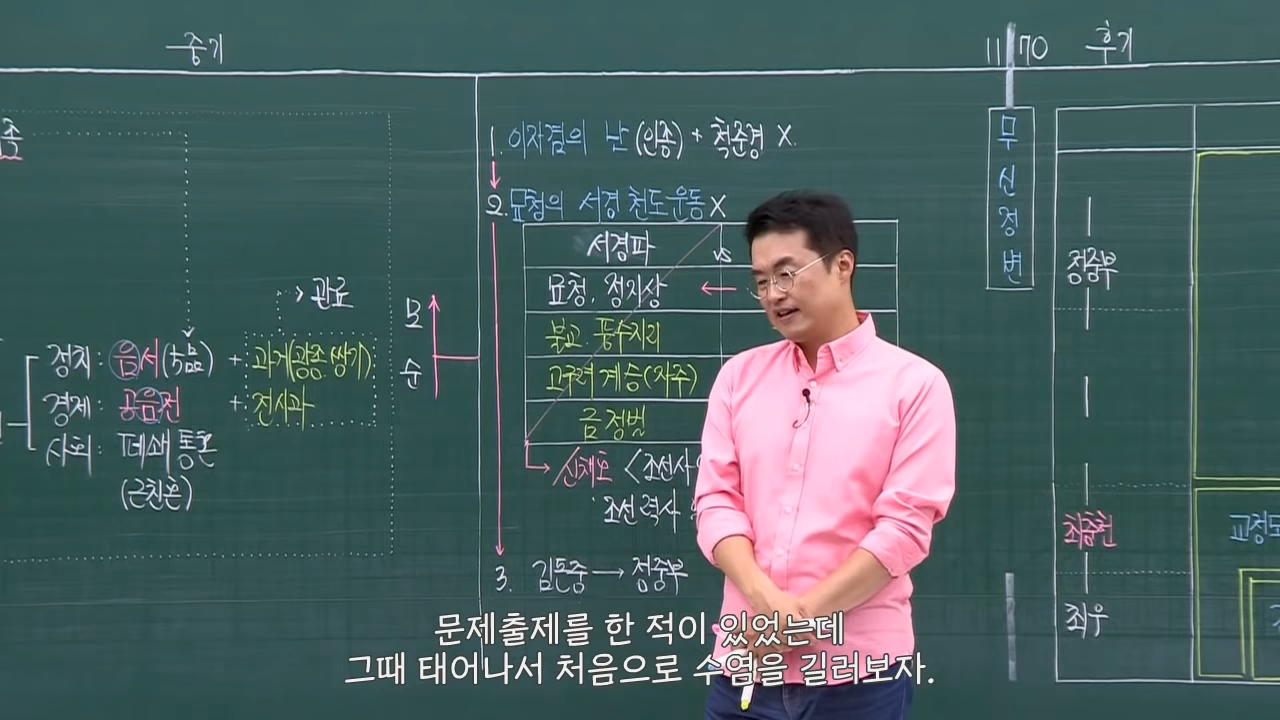 중기
11 70 후기
종
1. 이자겸의 난 (인종) + 척준경 X.
2. 묘청의 서경 천도 운동 X
서경파 vs
묘청, 정지상 ←
불교 풍수지리
고구려 계승(자주)
금 정벌
신채호 <조선사
조선 력사
3. 김돈중 → 정중부
→ 관료
모
순
정치: 음서(5품) + 과거(광종.쌍기)
경제: 공음전 + 전시과
사회: 폐쇄 통혼
(근친혼)
무
신
정
변
정중부
최충헌
최우
교정도
문제출제를 한 적이 있었는데
그때 태어나서 처음으로 수염을 길러보자.